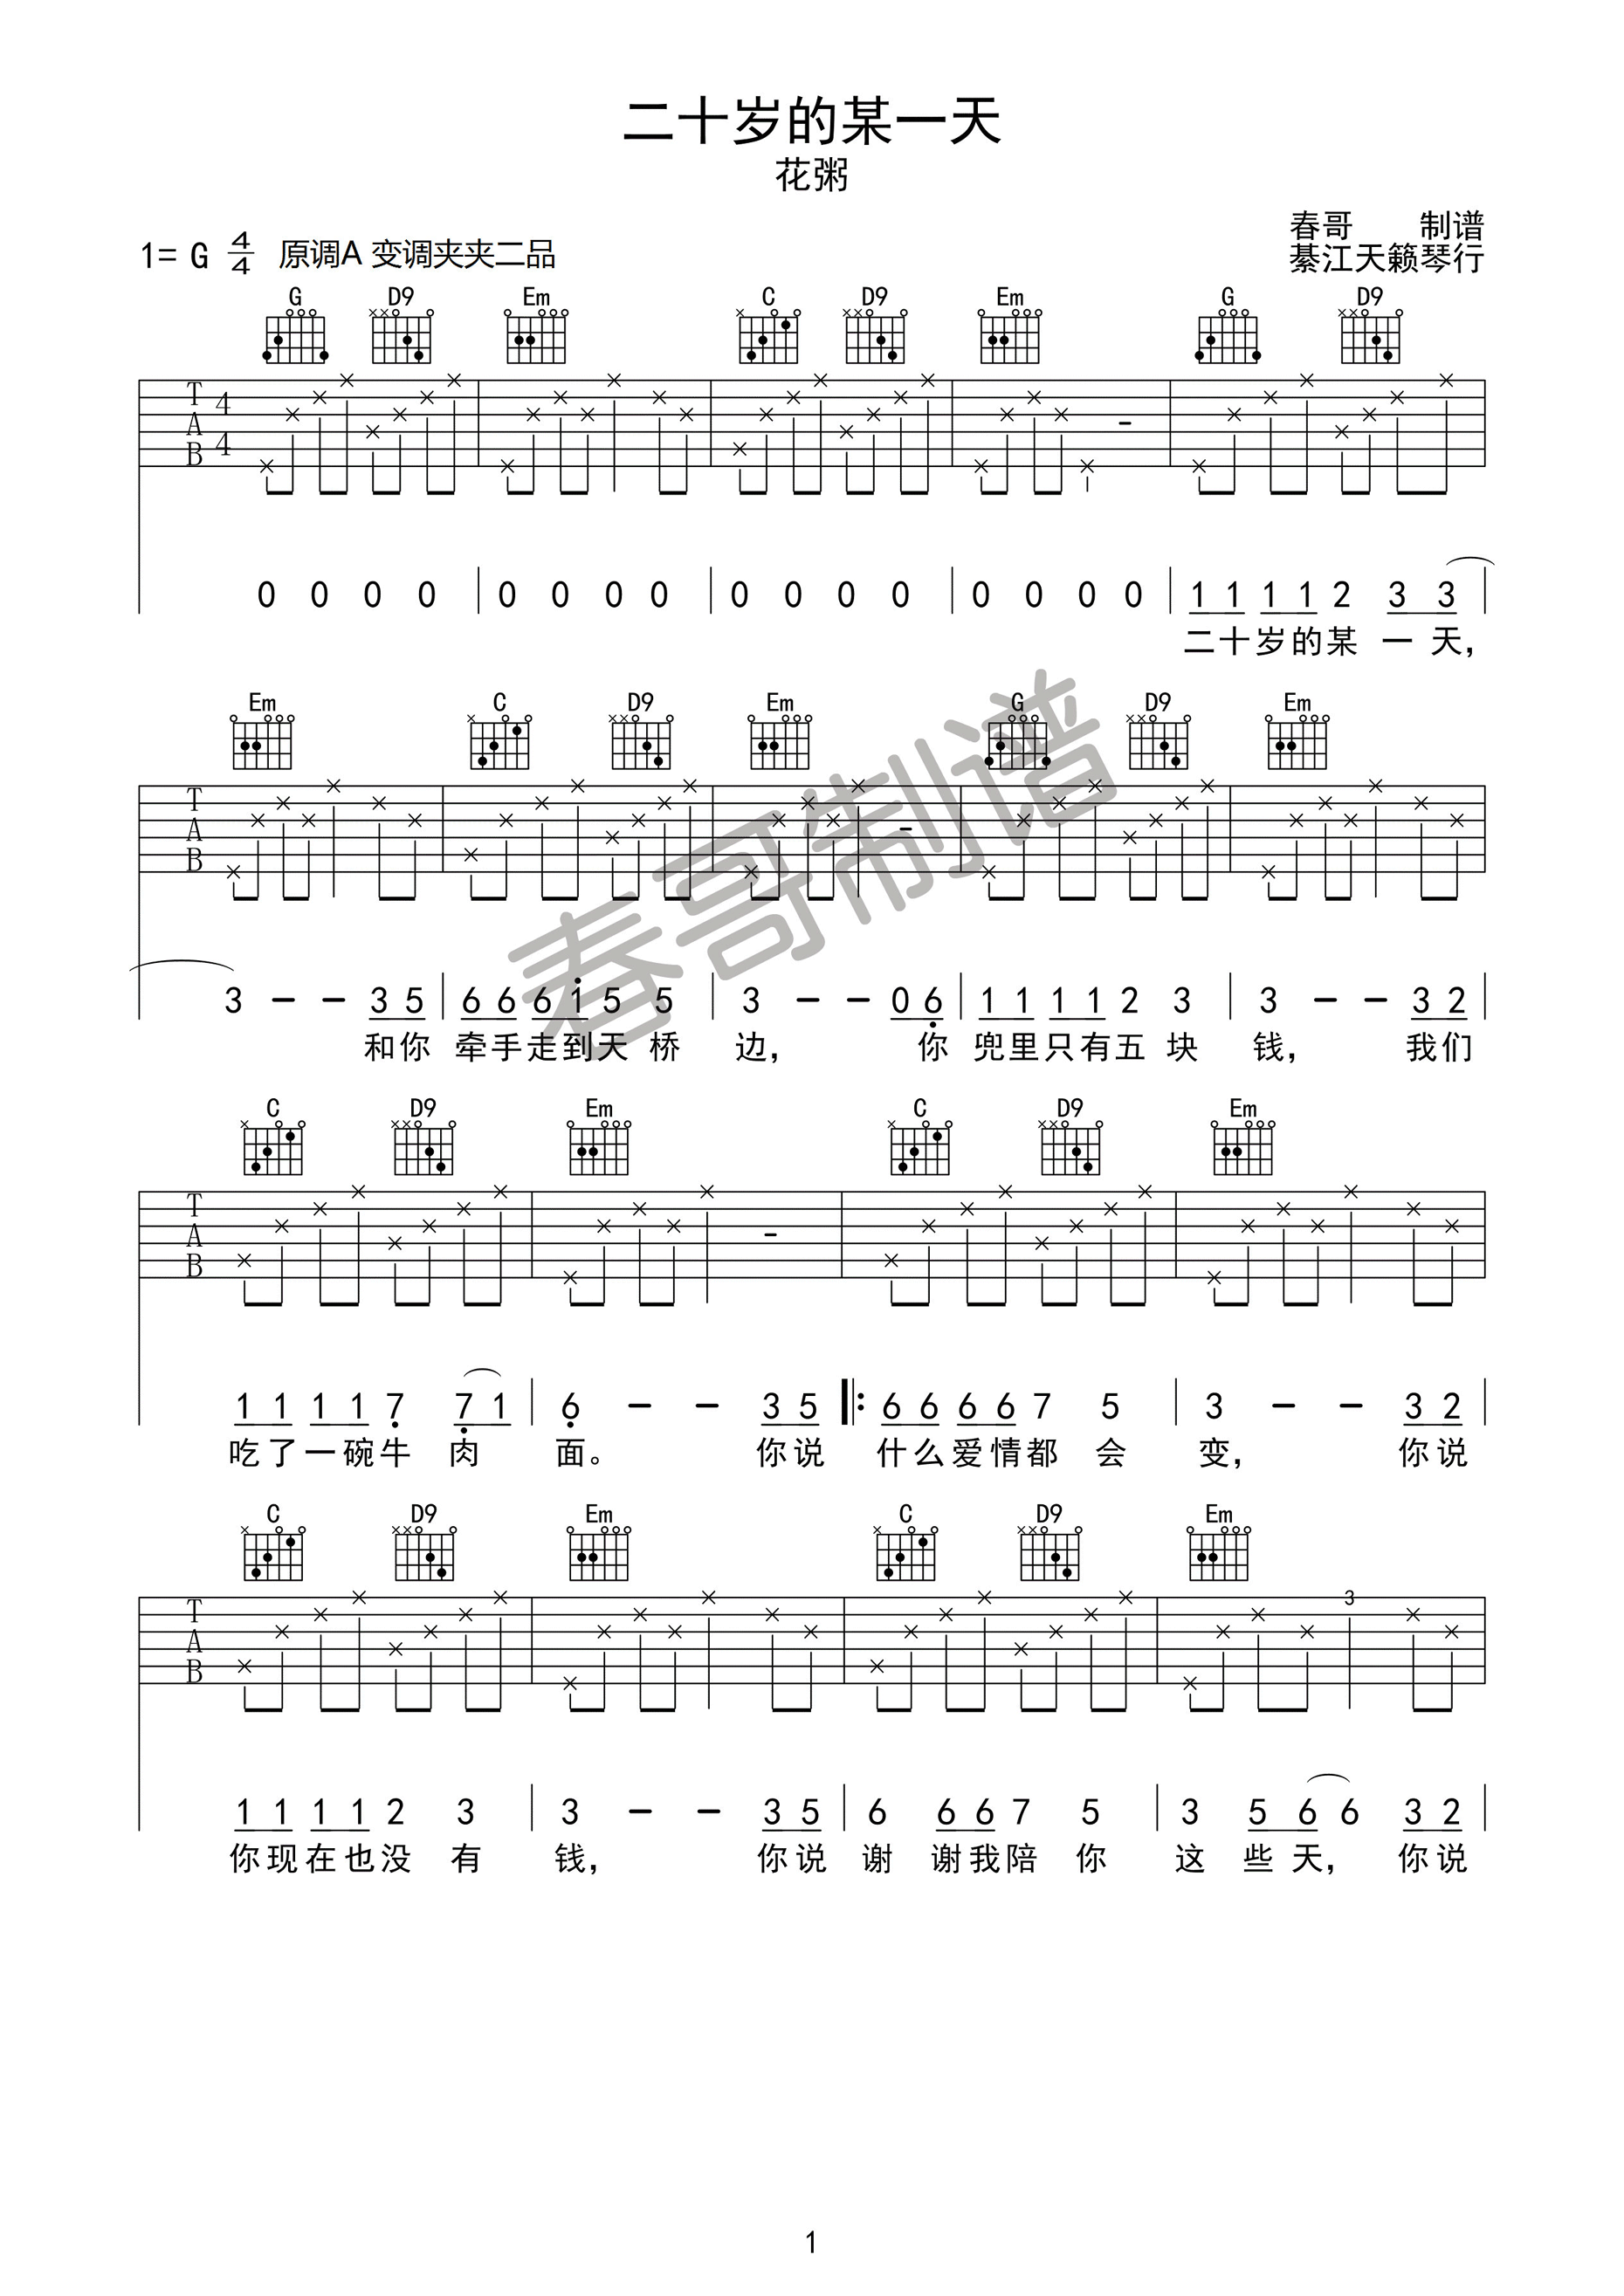 二十岁的某一天
花粥
春哥 制谱
綦江天籁琴行
1= G 4/4 原调A 变调夹夹二品
G D9 Em C D9 Em G D9
T A B 4 4
0 0 0 0 0 0 0 0 0 0 0 0 0 0 0 0 1 1 1 1 2 3 3
二十岁的某 一 天,
Em C D9 Em G D9 Em
T A B
3 - - 3 5 6 6 6 1 5 5 3 - - 0 6 1 1 1 1 2 3 3 - - 3 2
和你 牵手走到天 桥 边, 你 兜里只有五 块 钱, 我们
C D9 Em C D9 Em
T A B
1 1 1 1 7 7 1 6 - - 3 5 6 6 6 6 7 5 3 - - 3 2
吃了一碗牛 肉 面。 你说 什么爱情都 会 变, 你说
C D9 Em C D9 Em
T A B 3
1 1 1 1 2 3 3 - - 3 5 6 6 6 7 5 3 5 6 6 3 2
你现在也没 有 钱, 你说 谢 谢我陪 你 这 些 天, 你说
春哥制谱
1